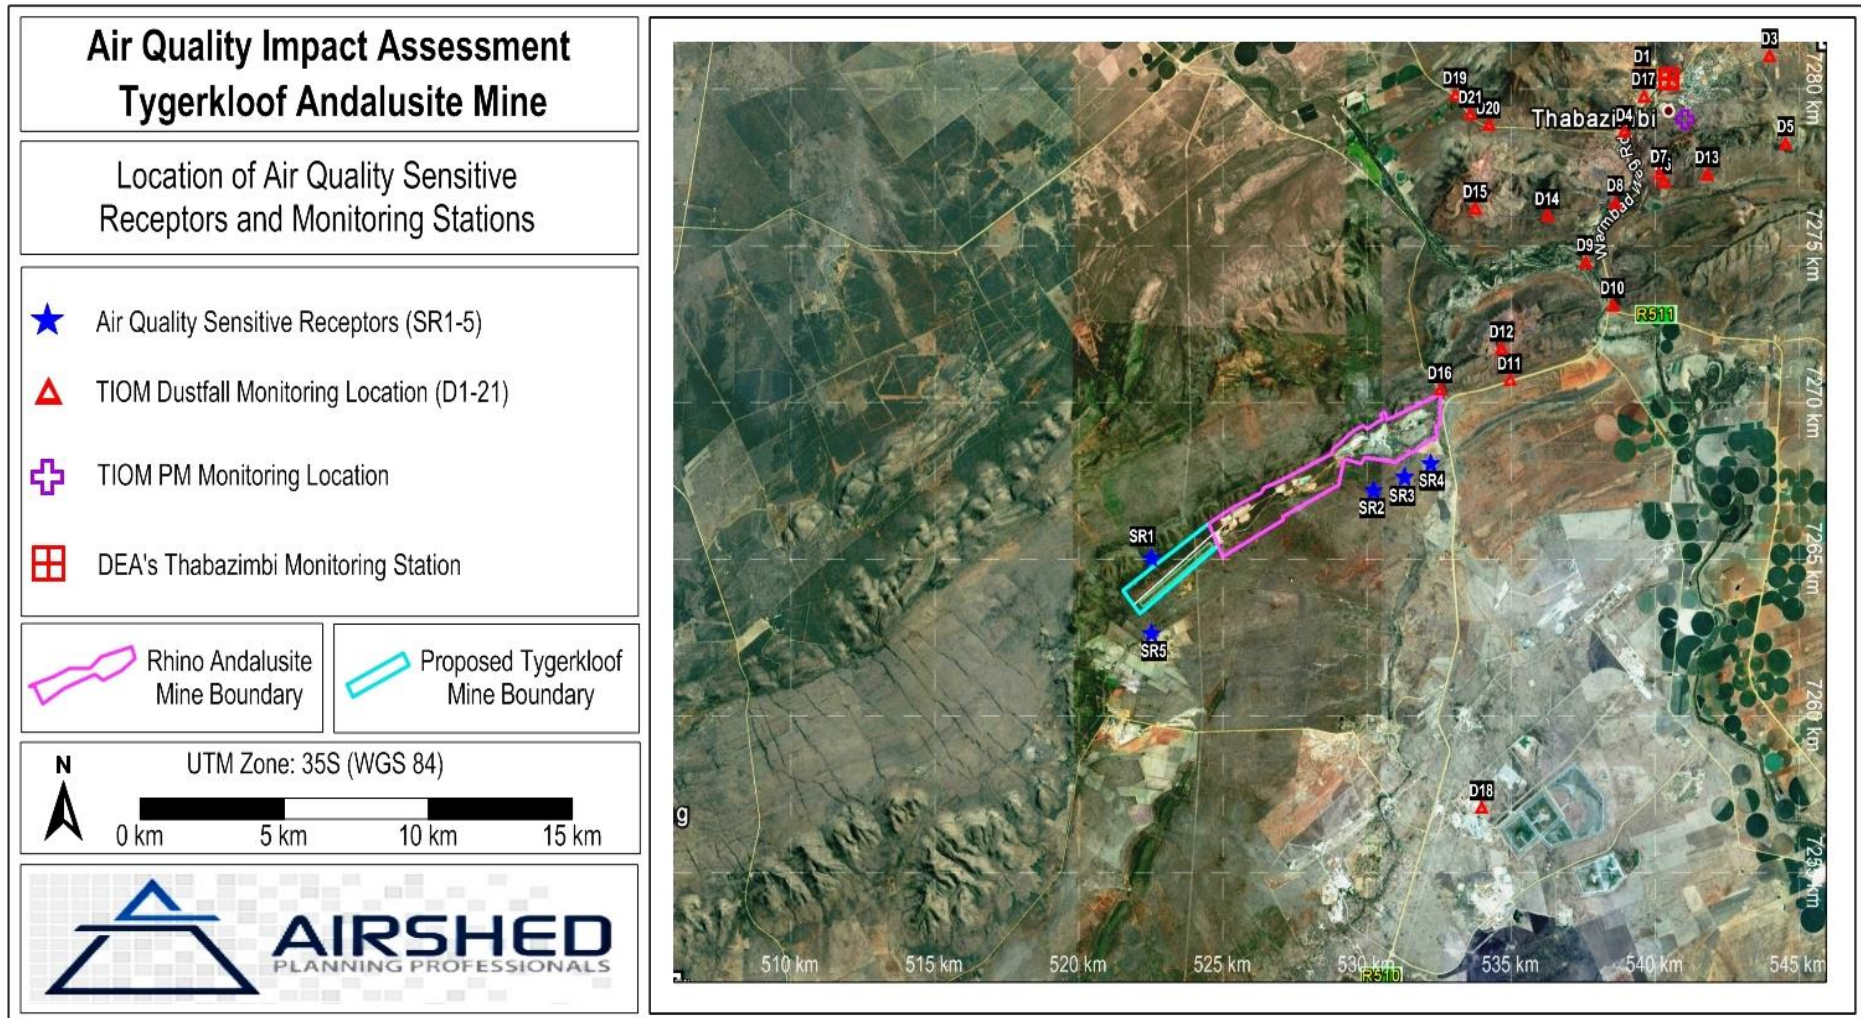 Air Quality Impact Assessment
Tygerkloof Andalusite Mine
Location of Air Quality Sensitive
Receptors and Monitoring Stations
Air Quality Sensitive Receptors (SR1-5)
TIOM Dustfall Monitoring Location (D1-21)
TIOM PM Monitoring Location
DEA's Thabazimbi Monitoring Station
Rhino Andalusite
Mine Boundary
Proposed Tygerkloof
Mine Boundary
N
UTM Zone: 35S (WGS 84)
0 km 5 km 10 km 15 km
AIRSHED
PLANNING PROFESSIONALS
D3
D1
D19
D17
D21
D20
Thabazimbi
D4
D5
D7
D13
D15
D14
D8
Warmbad Weg Rd
D9
D10
R511
D12
D11
D16
SR4
SR3
SR2
SR1
SR5
D18
g
R510
7280 km
7275 km
7270 km
7265 km
7260 km
7255 km
510 km 515 km 520 km 525 km 530 km 535 km 540 km 545 km